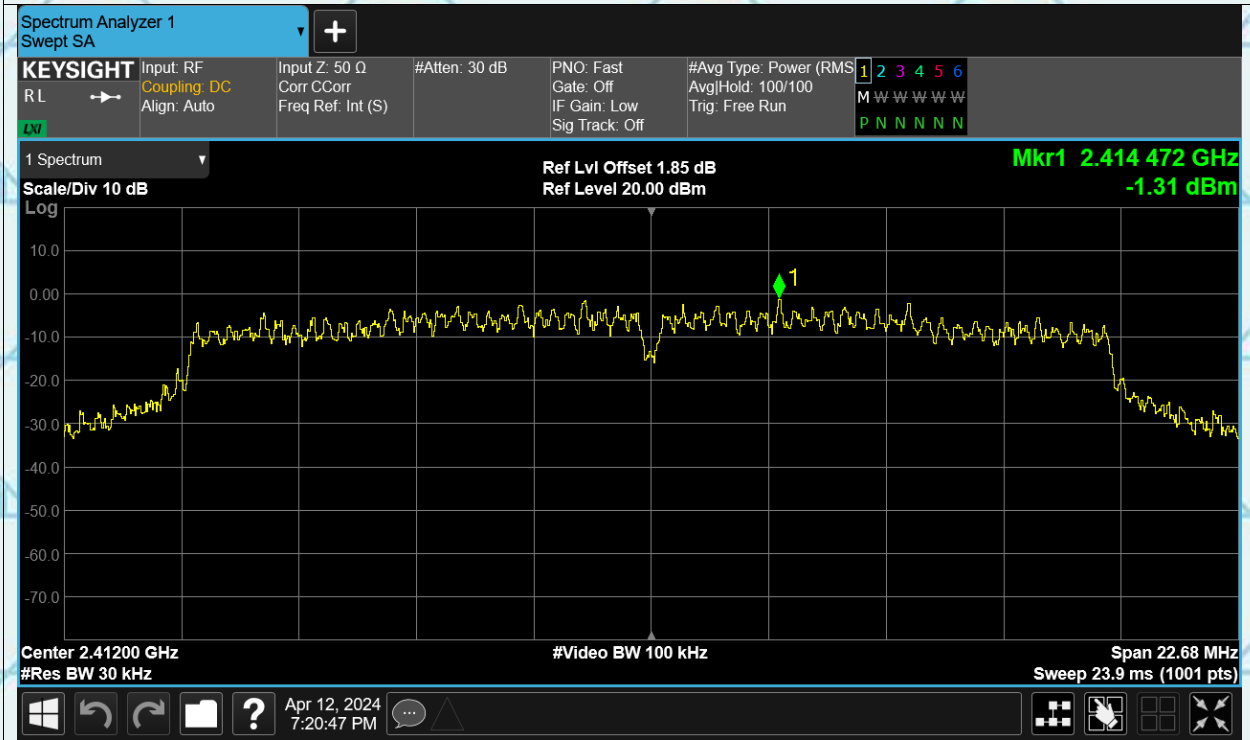 Spectrum Analyzer 1
Swept SA
+
KEYSIGHT
R L
LXI
Input: RF
Coupling: DC
Align: Auto
Input Z: 50 Ω
Corr CCorr
Freq Ref: Int (S)
#Atten: 30 dB
PNO: Fast
Gate: Off
IF Gain: Low
Sig Track: Off
#Avg Type: Power (RMS
Avg|Hold: 100/100
Trig: Free Run
1 2 3 4 5 6
M W W W W W
P N N N N N
1 Spectrum
Scale/Div 10 dB
Log
Ref Lvl Offset 1.85 dB
Ref Level 20.00 dBm
Mkr1 2.414 472 GHz
-1.31 dBm
10.0
0.00
-10.0
-20.0
-30.0
-40.0
-50.0
-60.0
-70.0
1
Center 2.41200 GHz
#Res BW 30 kHz
#Video BW 100 kHz
Span 22.68 MHz
Sweep 23.9 ms (1001 pts)
?
Apr 12, 2024
7:20:47 PM